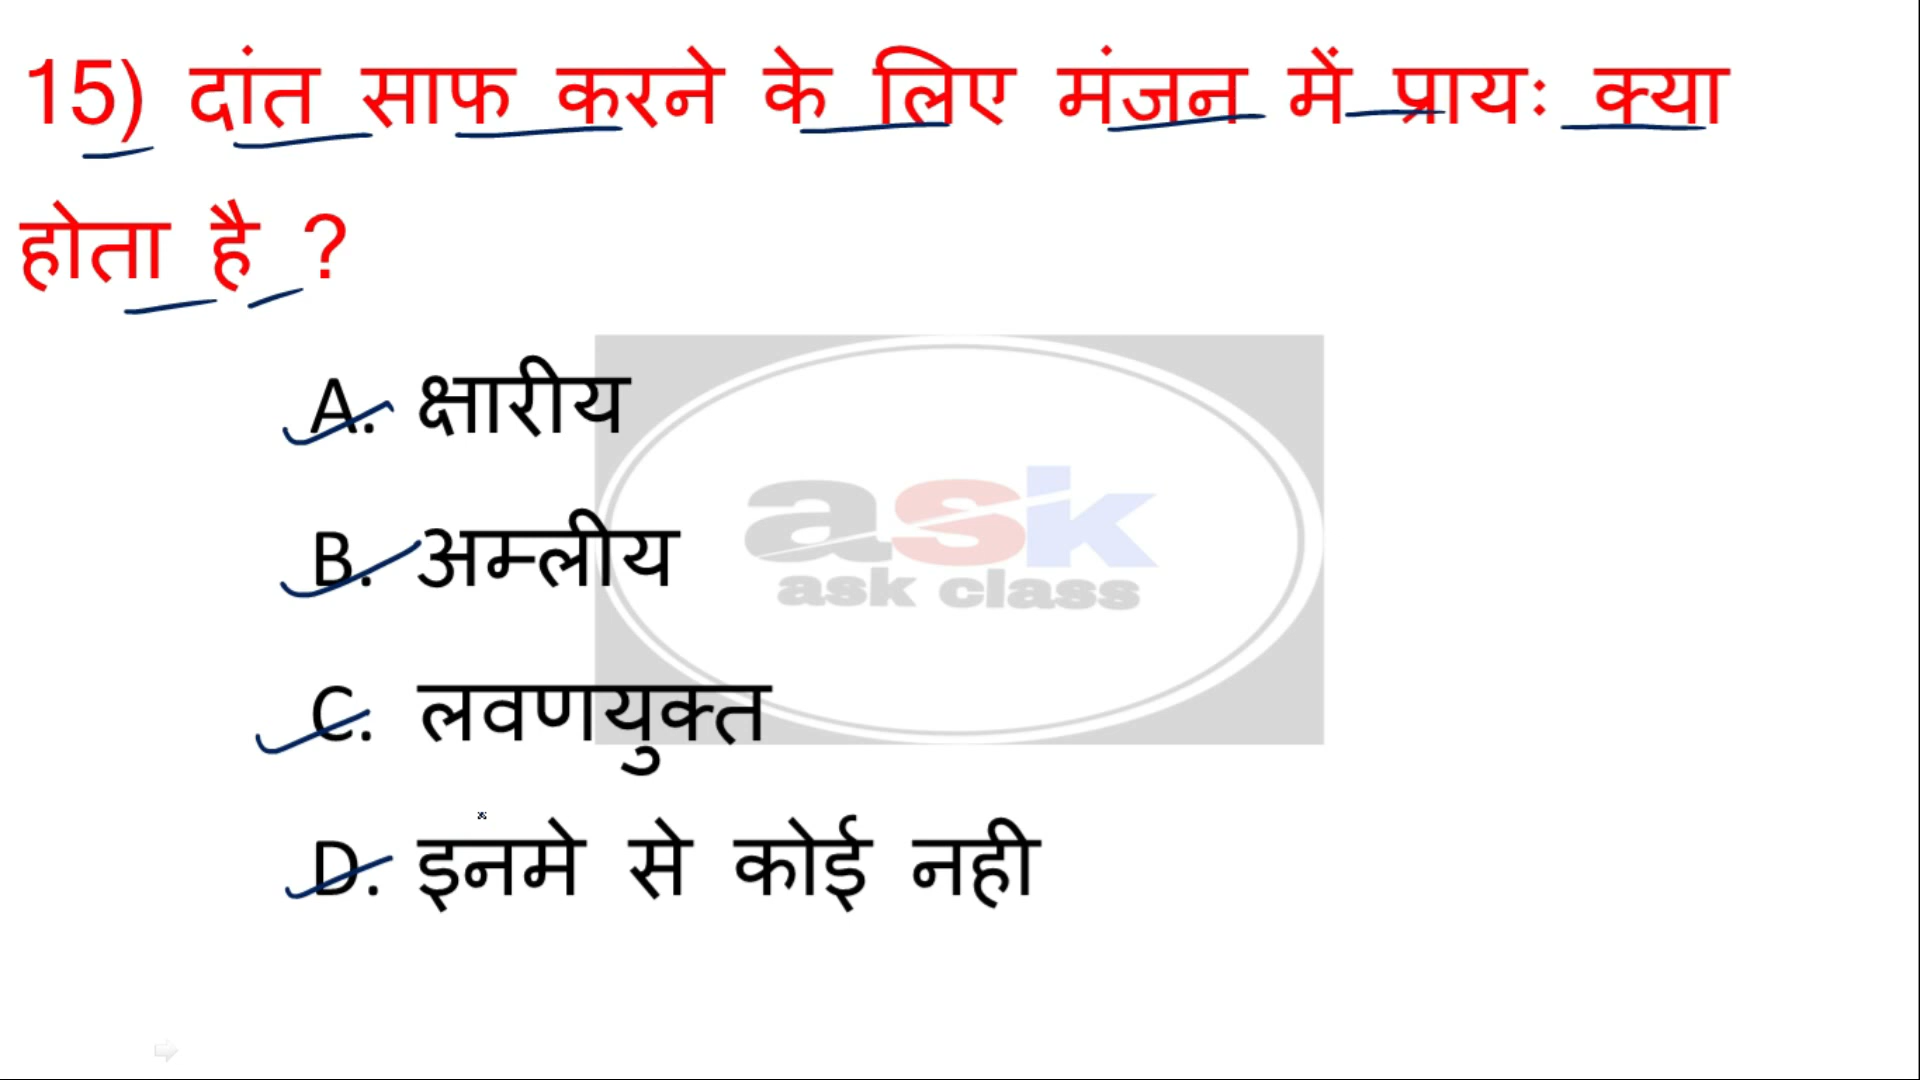 15) दांत साफ करने के लिए मंजन में प्रायः क्या
होता है ?
A. क्षारीय
B. अम्लीय
C. लवणयुक्त
D. इनमे से कोई नही
ask
ask class